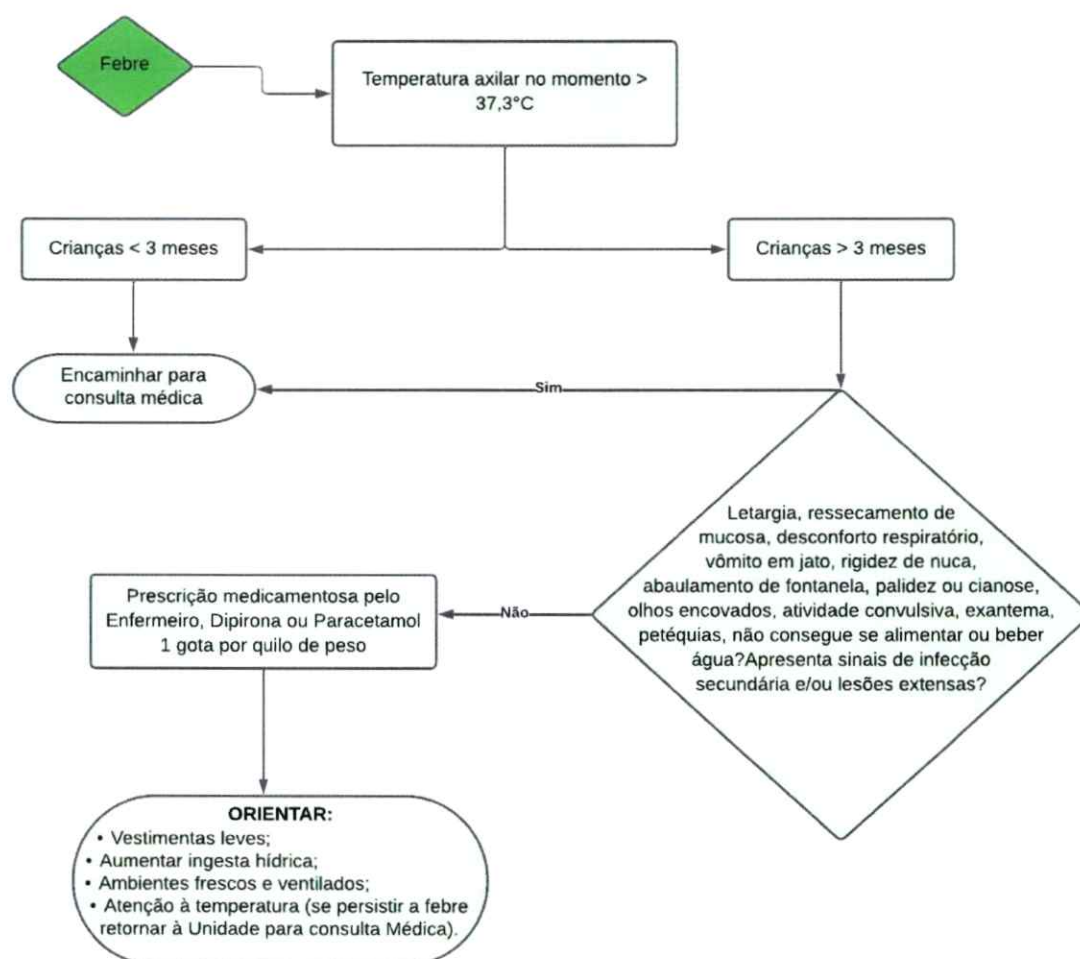 Febre
Temperatura axilar no momento >
37,3°C
Crianças < 3 meses
Crianças > 3 meses
Encaminhar para
consulta médica
Sim
Letargia, ressecamento de
mucosa, desconforto respiratório,
vômito em jato, rigidez de nuca,
abaulamento de fontanela, palidez ou cianose,
olhos encovados, atividade convulsiva, exantema,
petéquias, não consegue se alimentar ou beber
água?Apresenta sinais de infecção
secundária e/ou lesões extensas?
Não
Prescrição medicamentosa pelo
Enfermeiro, Dipirona ou Paracetamol
1 gota por quilo de peso
ORIENTAR:
• Vestimentas leves;
• Aumentar ingesta hídrica;
• Ambientes frescos e ventilados;
• Atenção à temperatura (se persistir a febre
retornar à Unidade para consulta Médica).